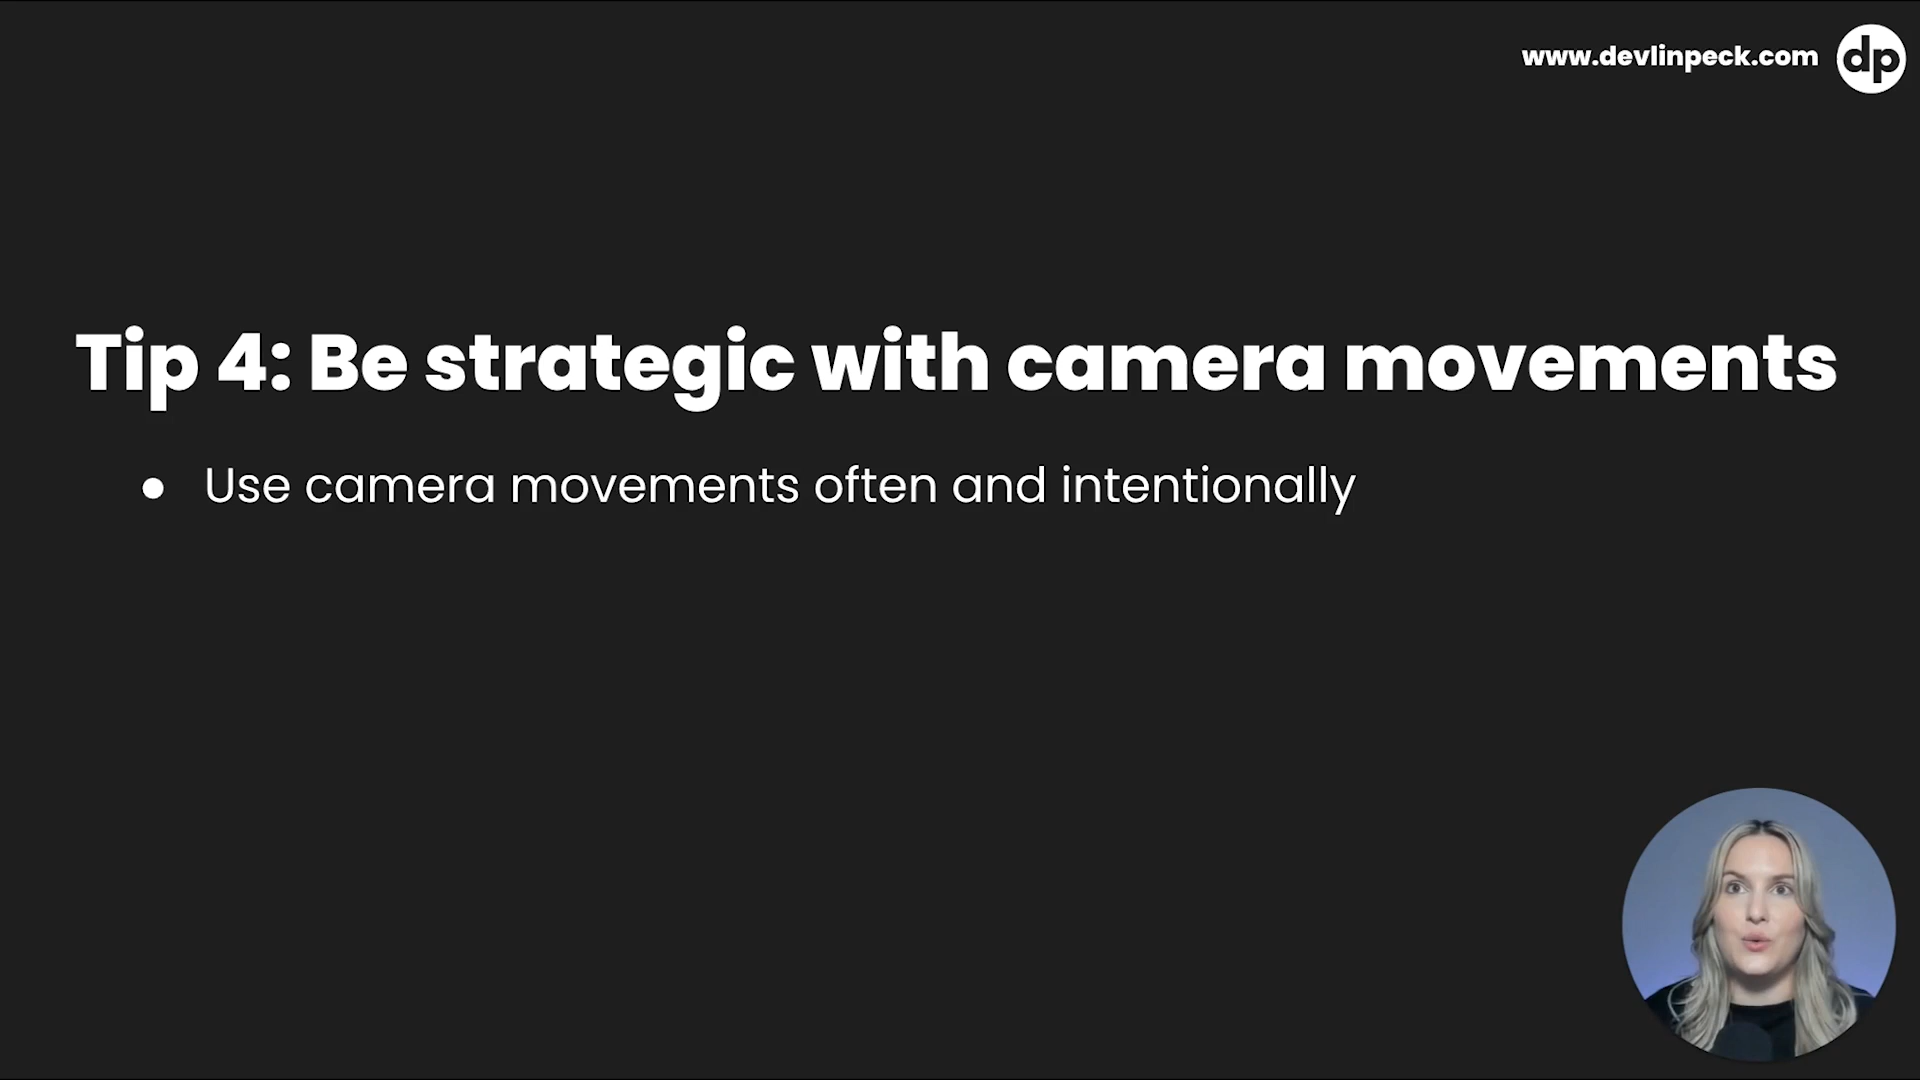 www.devlinpeck.com dp
Tip 4: Be strategic with camera movements
● Use camera movements often and intentionally